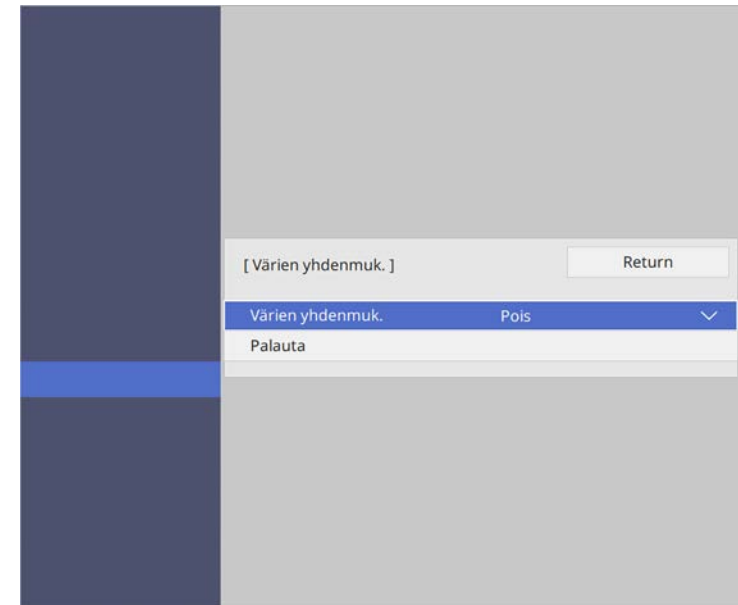 [ Värien yhdenmuk. ] Return
Värien yhdenmuk. Pois
Palauta